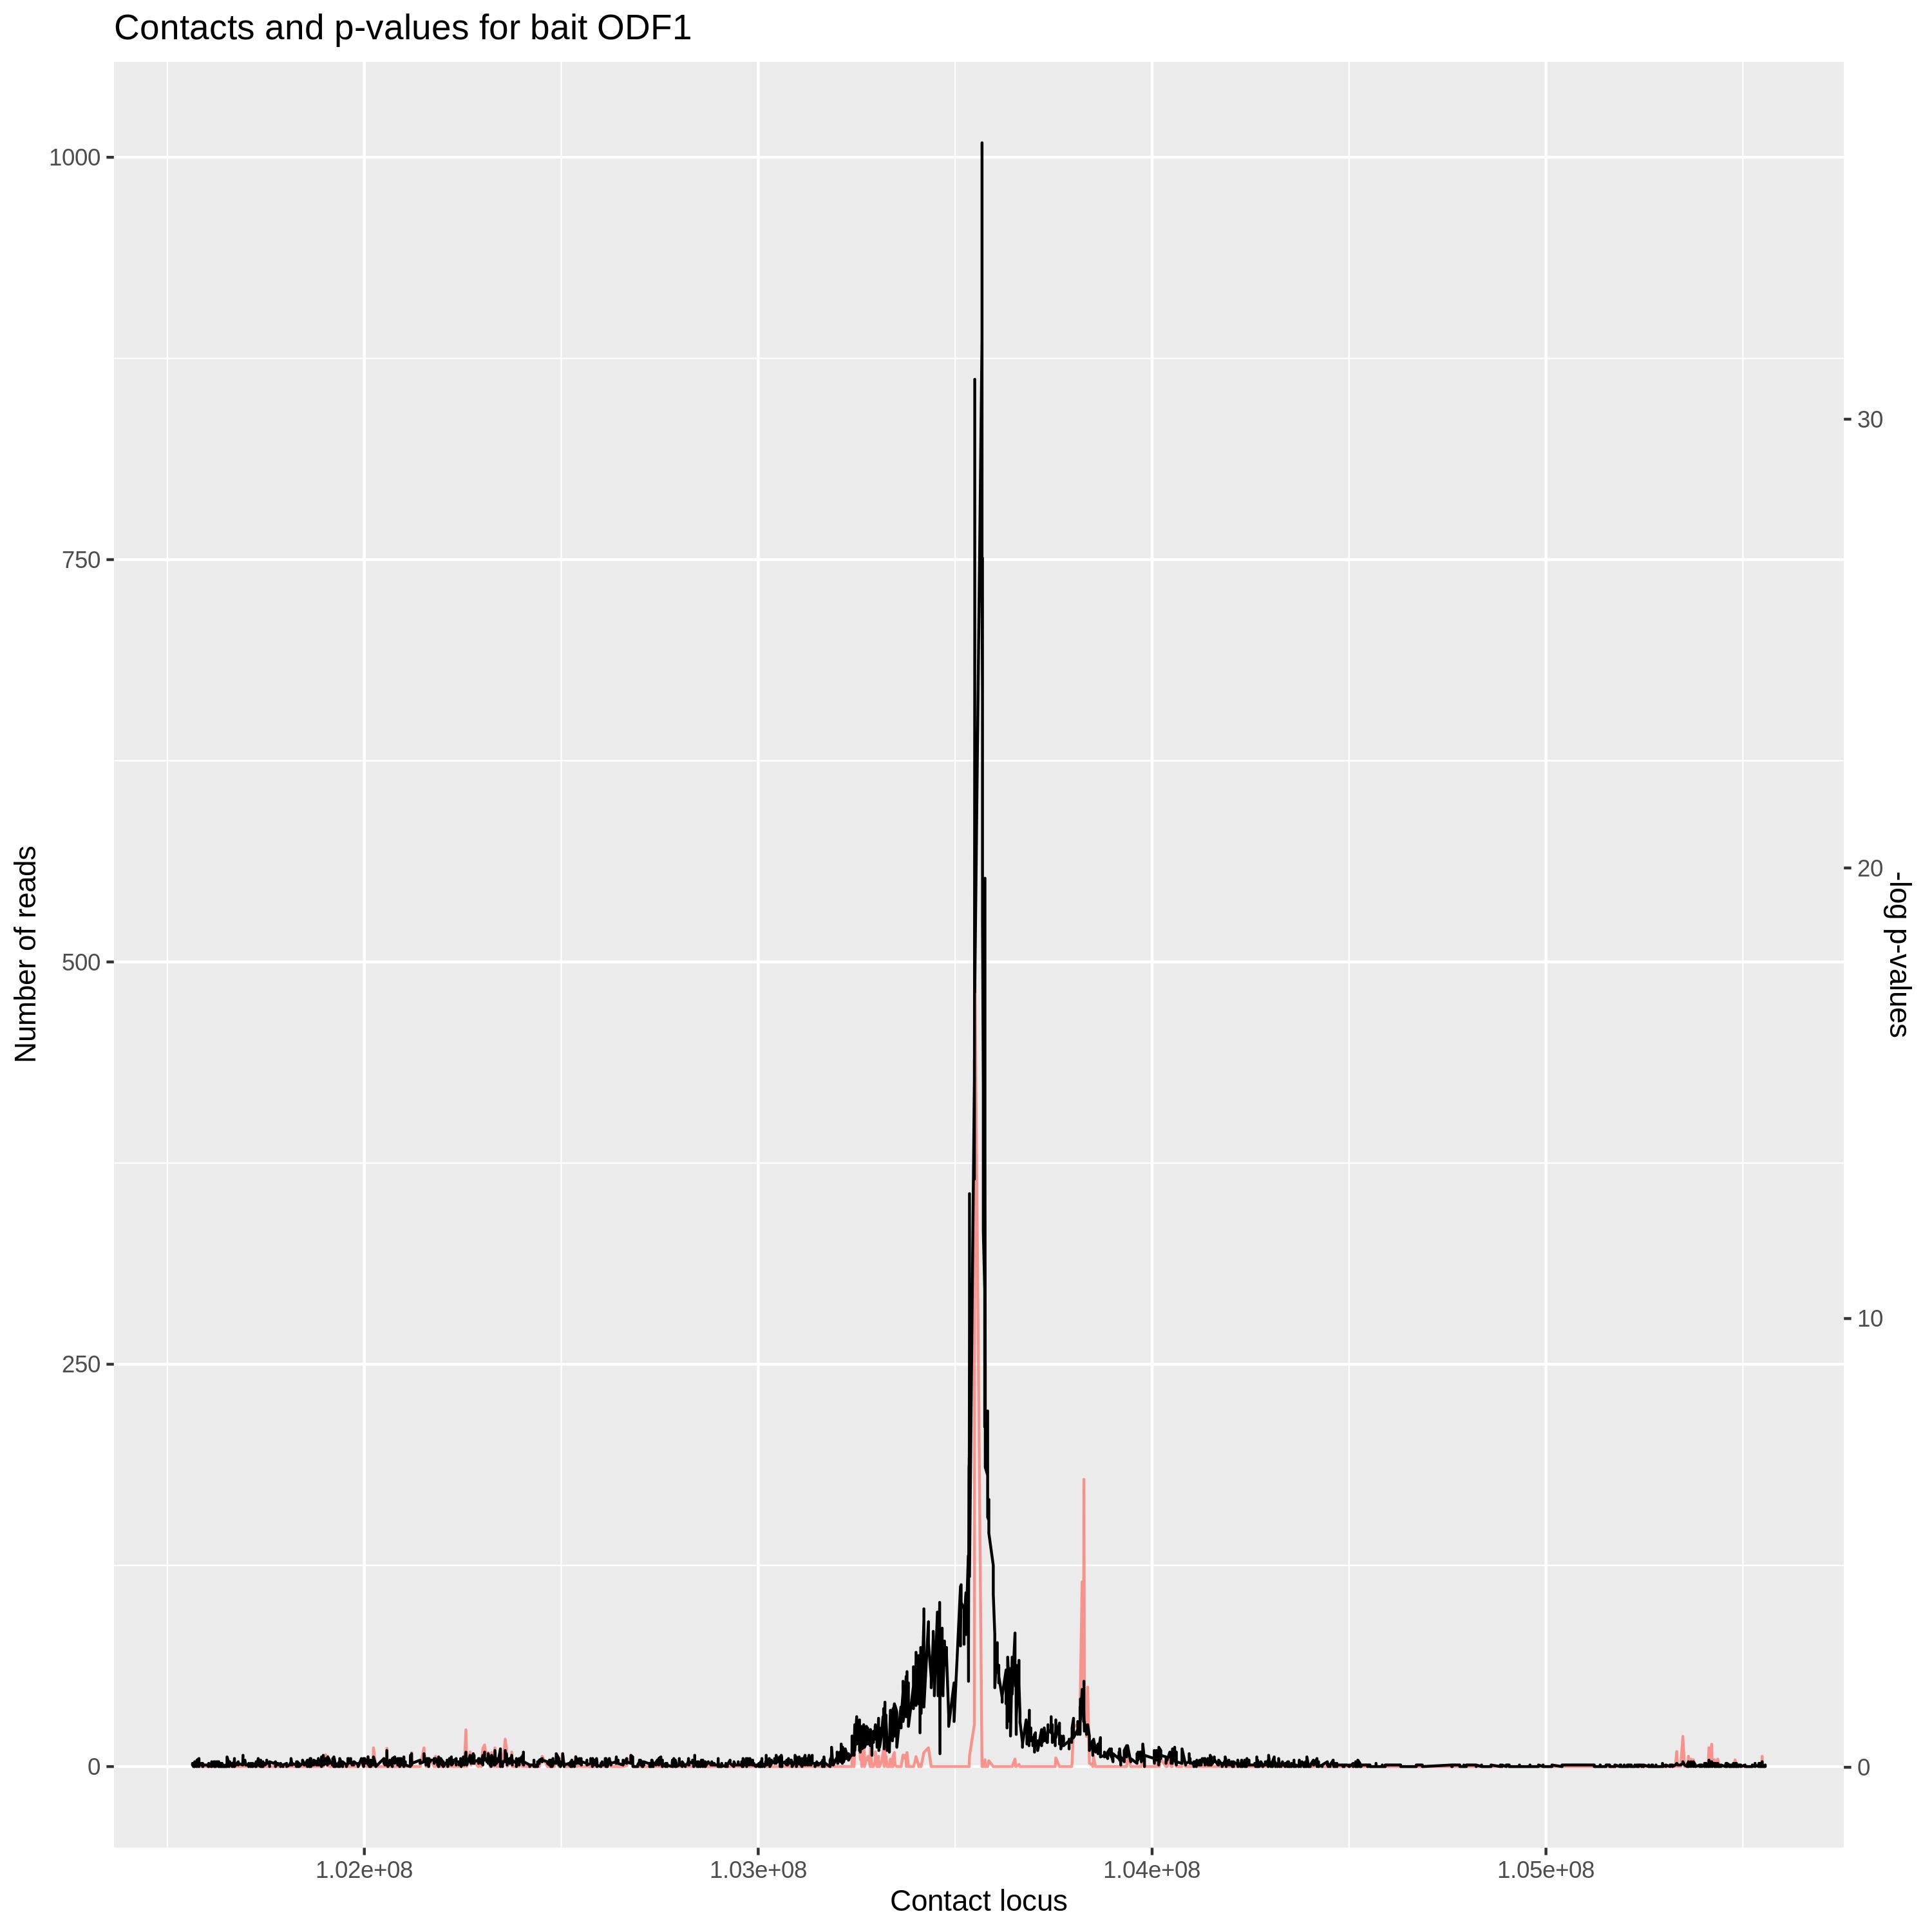 Contacts and p-values for bait ODF1
1000
750
500
250
0
30
20
10
0
Number of reads
-log p-values
1.02e+08
1.03e+08
1.04e+08
1.05e+08
Contact locus